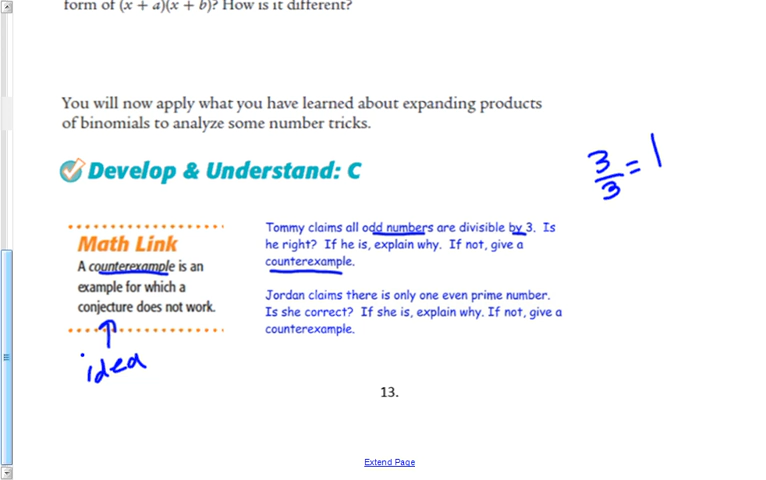 form of (x + a)(x + b)? How is it different?
You will now apply what you have learned about expanding products
of binomials to analyze some number tricks.
Develop & Understand: C
3/3 = 1
Math Link
A counterexample is an
example for which a
conjecture does not work.
idea
Tommy claims all odd numbers are divisible by 3. Is
he right? If he is, explain why. If not, give a
counterexample.
Jordan claims there is only one even prime number.
Is she correct? If she is, explain why. If not, give a
counterexample.
13.
Extend Page